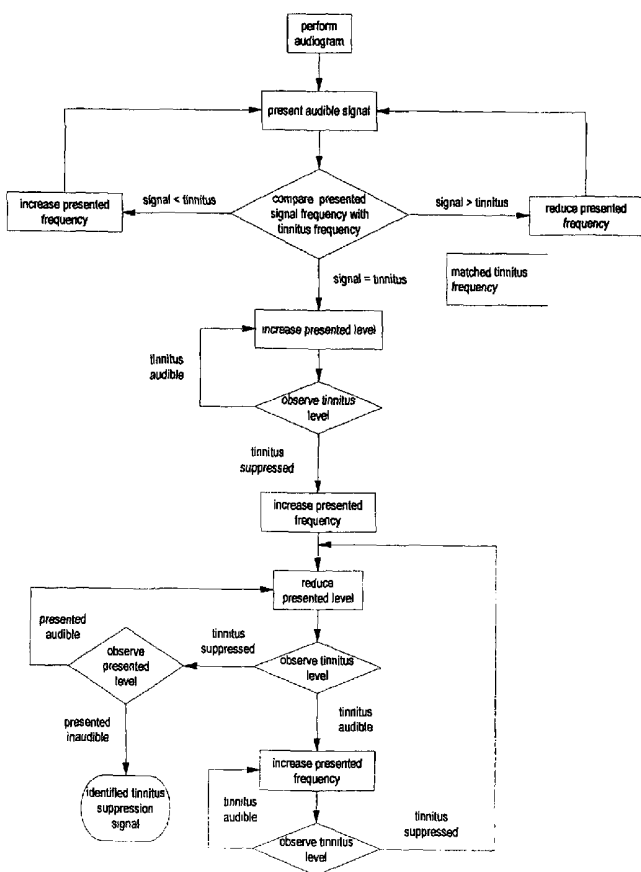 perform
audiogram
present audible signal
increase presented
frequency
signal < tinnitus
compare presented
signal frequency with
tinnitus frequency
signal > tinnitus
reduce presented
frequency
signal = tinnitus
matched tinnitus
frequency
increase presented level
tinnitus
audible
observe tinnitus
level
tinnitus
suppressed
increase presented
frequency
reduce
presented level
presented
audible
observe
presented
level
tinnitus
suppressed
observe tinnitus
level
presented
inaudible
tinnitus
audible
increase presented
frequency
identified tinnitus
suppression
signal
tinnitus
audible
observe tinnitus
level
tinnitus
suppressed